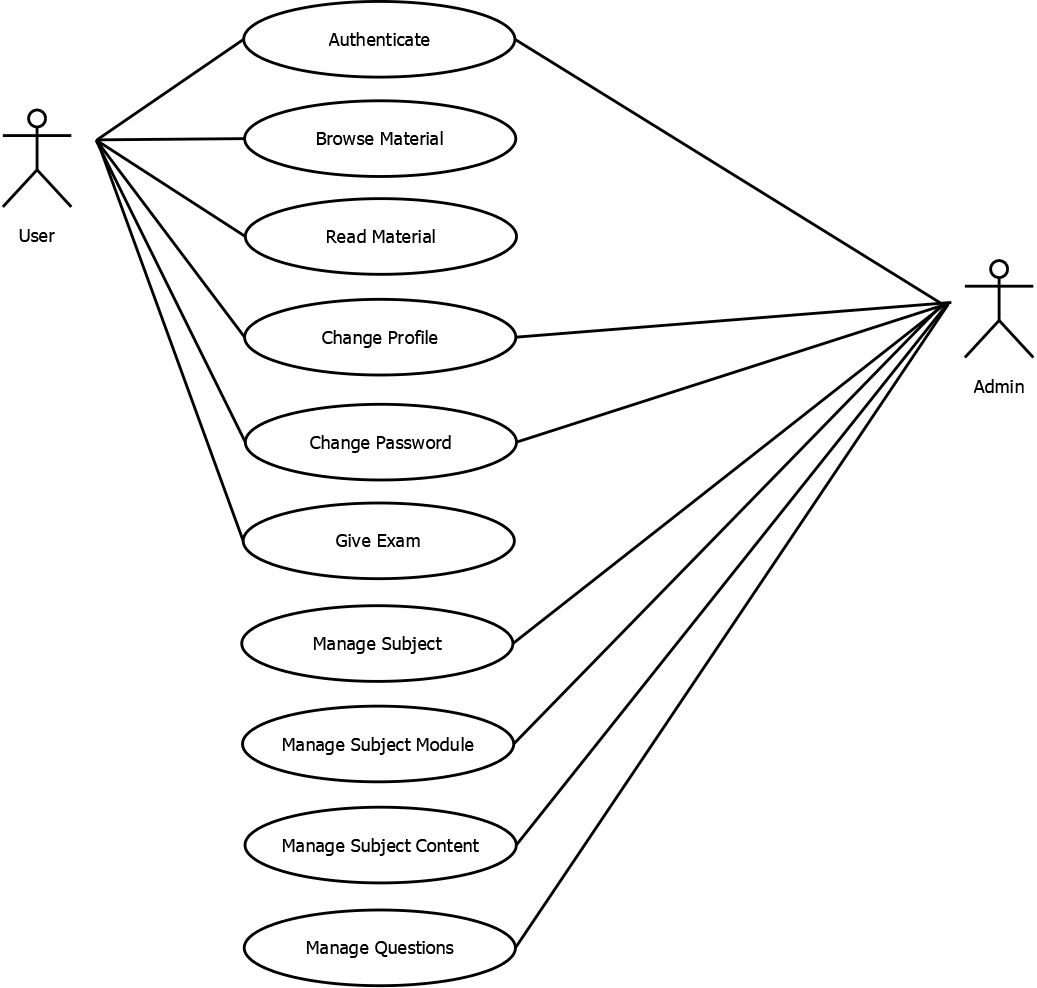 Authenticate
Browse Material
User
Read Material
Change Profile
Admin
Change Password
Give Exam
Manage Subject
Manage Subject Module
Manage Subject Content
Manage Questions